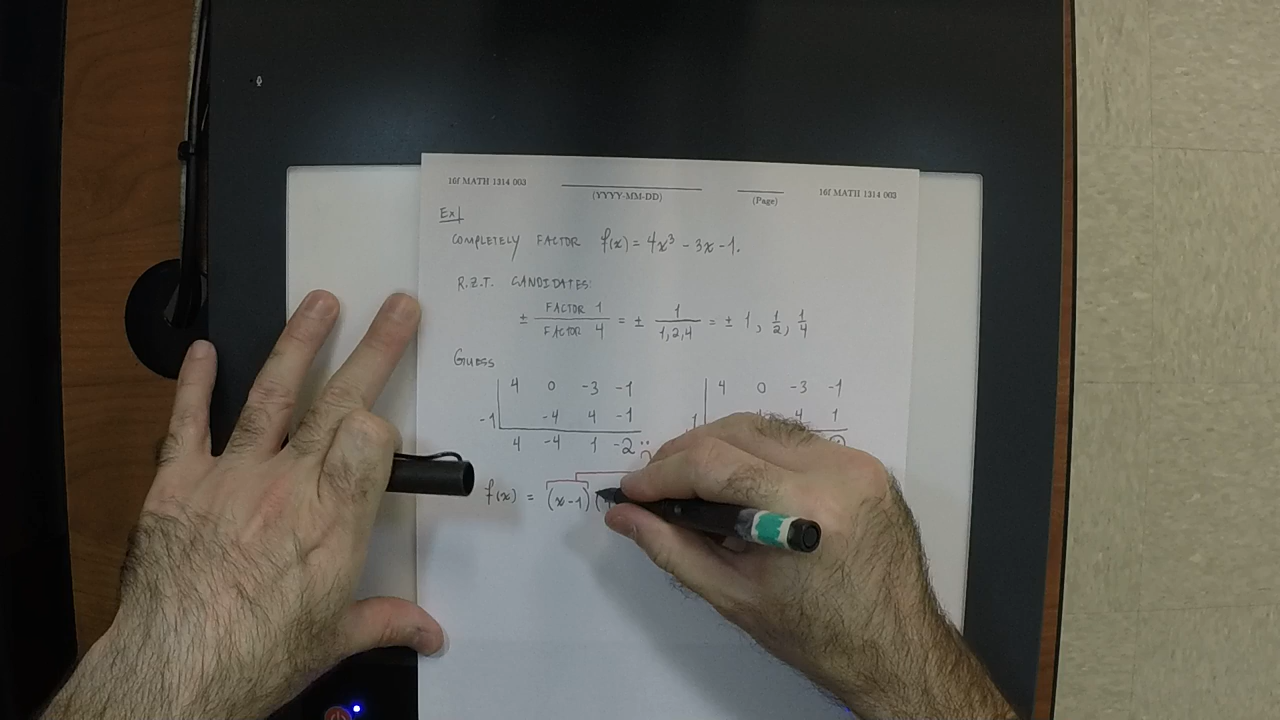 16f MATH 1314 003 (YYYY-MM-DD) (Page) 16f MATH 1314 003
Ex|
COMPLETELY FACTOR f(x) = 4x³ - 3x - 1.
R.Z.T. CANDIDATES:
± FACTOR 1 / FACTOR 4 = ± 1 / 1,2,4 = ± 1, 1/2, 1/4
GUESS
4 0 -3 -1 4 0 -3 -1
-1 -4 4 -1 1
4 -4 1 -2
f(x) = (x-1)(